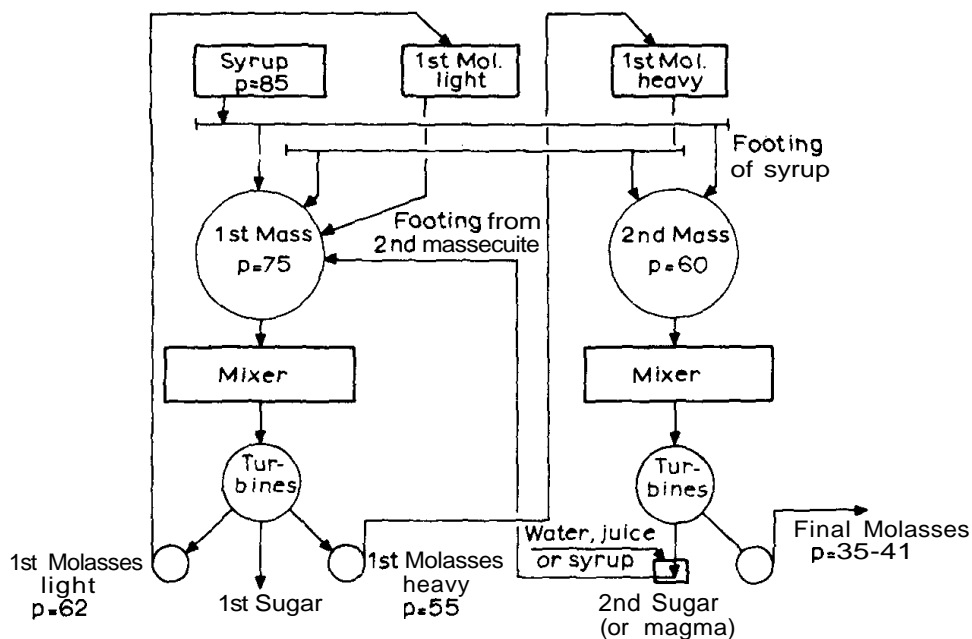 Syrup
p=85
1st Mol.
light
1st Mol.
heavy
Footing
of syrup
1st Mass
p=75
Footing from
2nd massecuite
2nd Mass
p=60
Mixer
Mixer
Tur-
bines
Tur-
bines
1st Molasses
light
p=62
1st Sugar
1st Molasses
heavy
p=55
Water, juice
or syrup
2nd Sugar
(or magma)
Final Molasses
p=35-41